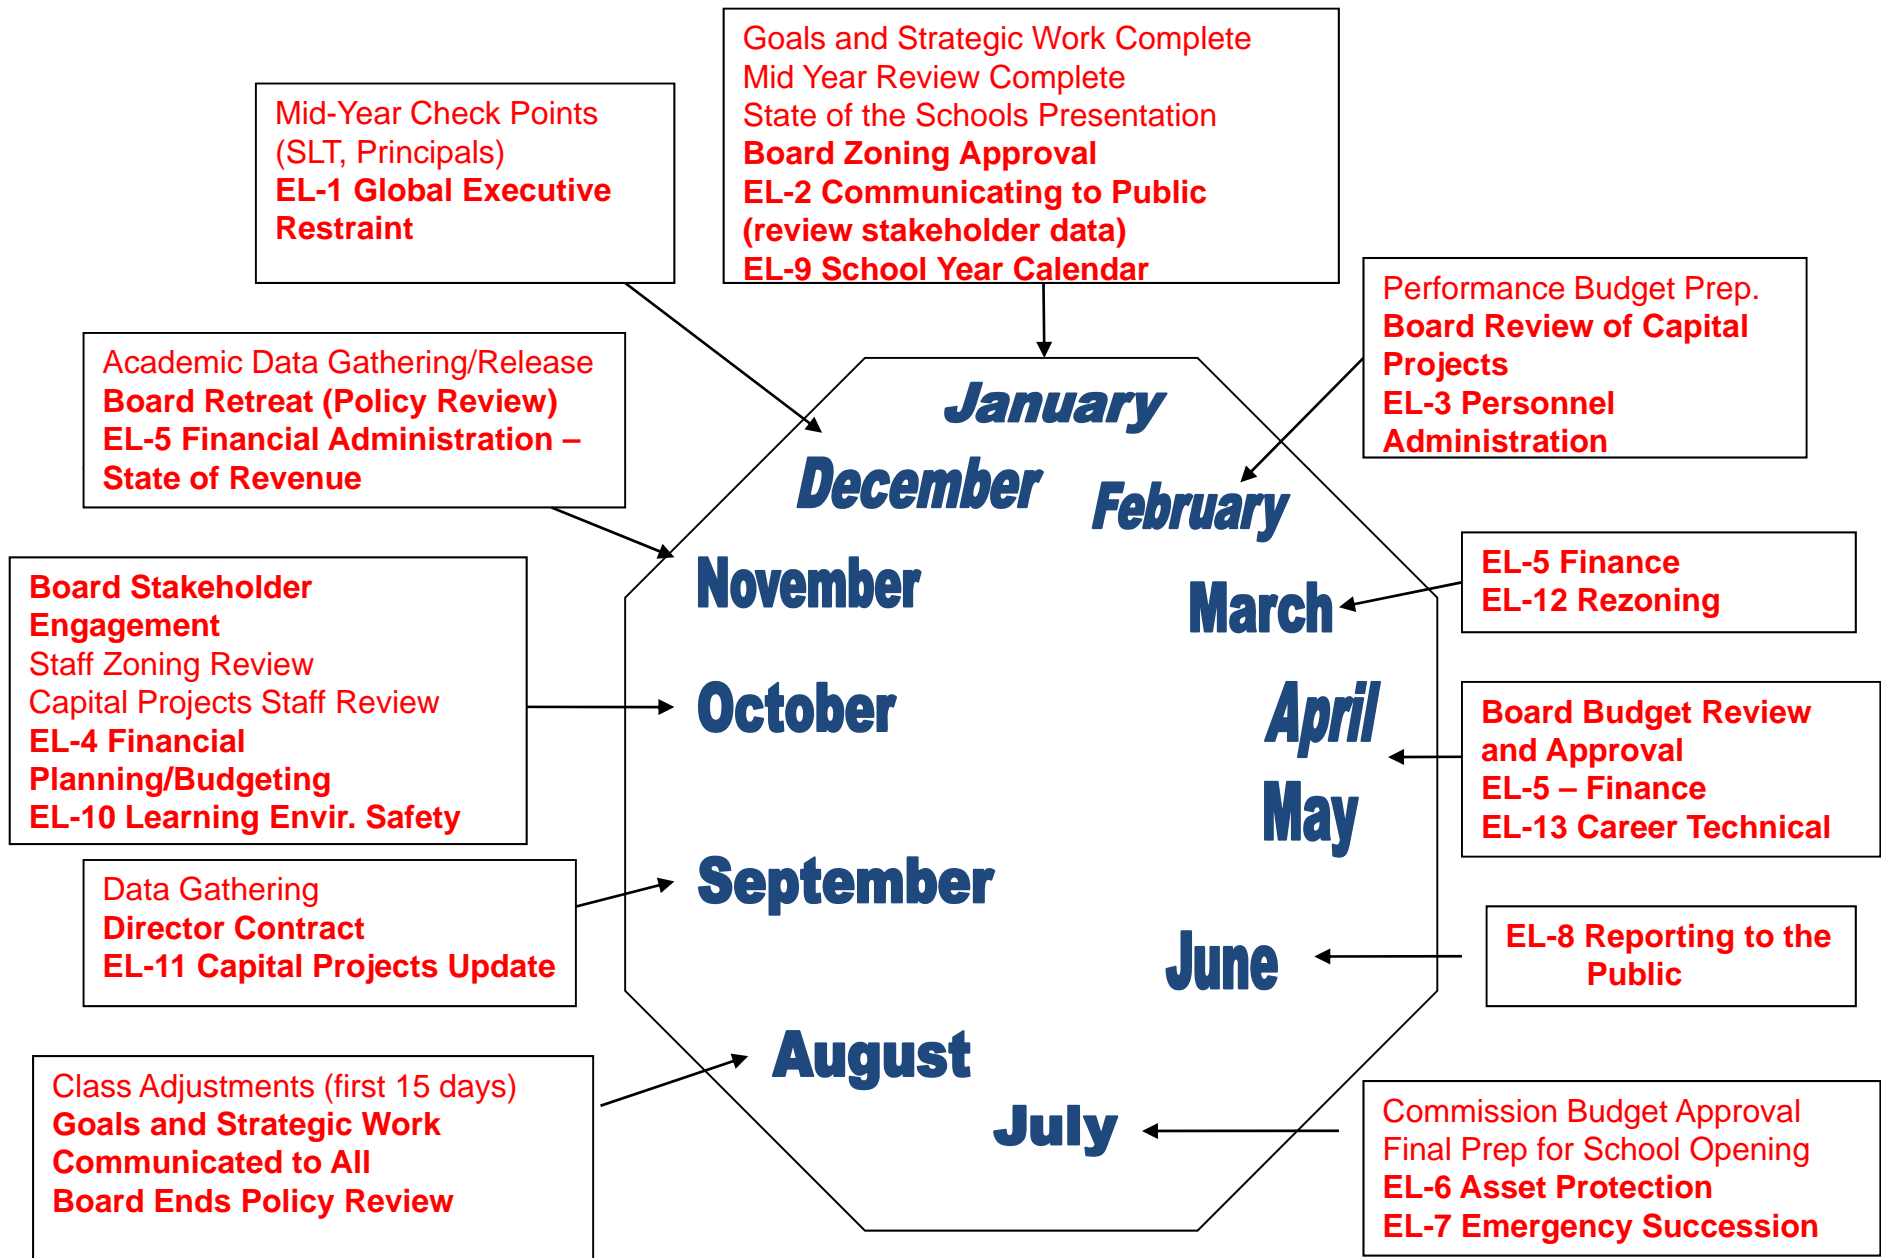 Goals and Strategic Work Complete
Mid Year Review Complete
State of the Schools Presentation
Board Zoning Approval
EL-2 Communicating to Public
(review stakeholder data)
EL-9 School Year Calendar
Mid-Year Check Points
(SLT, Principals)
EL-1 Global Executive
Restraint
Performance Budget Prep.
Board Review of Capital
Projects
EL-3 Personnel
Administration
Academic Data Gathering/Release
Board Retreat (Policy Review)
EL-5 Financial Administration –
State of Revenue
January
December
February
November
March
EL-5 Finance
EL-12 Rezoning
Board Stakeholder
Engagement
Staff Zoning Review
Capital Projects Staff Review
EL-4 Financial
Planning/Budgeting
EL-10 Learning Envir. Safety
October
April
May
Board Budget Review
and Approval
EL-5 – Finance
EL-13 Career Technical
Data Gathering
Director Contract
EL-11 Capital Projects Update
September
June
EL-8 Reporting to the
Public
Class Adjustments (first 15 days)
Goals and Strategic Work
Communicated to All
Board Ends Policy Review
August
July
Commission Budget Approval
Final Prep for School Opening
EL-6 Asset Protection
EL-7 Emergency Succession